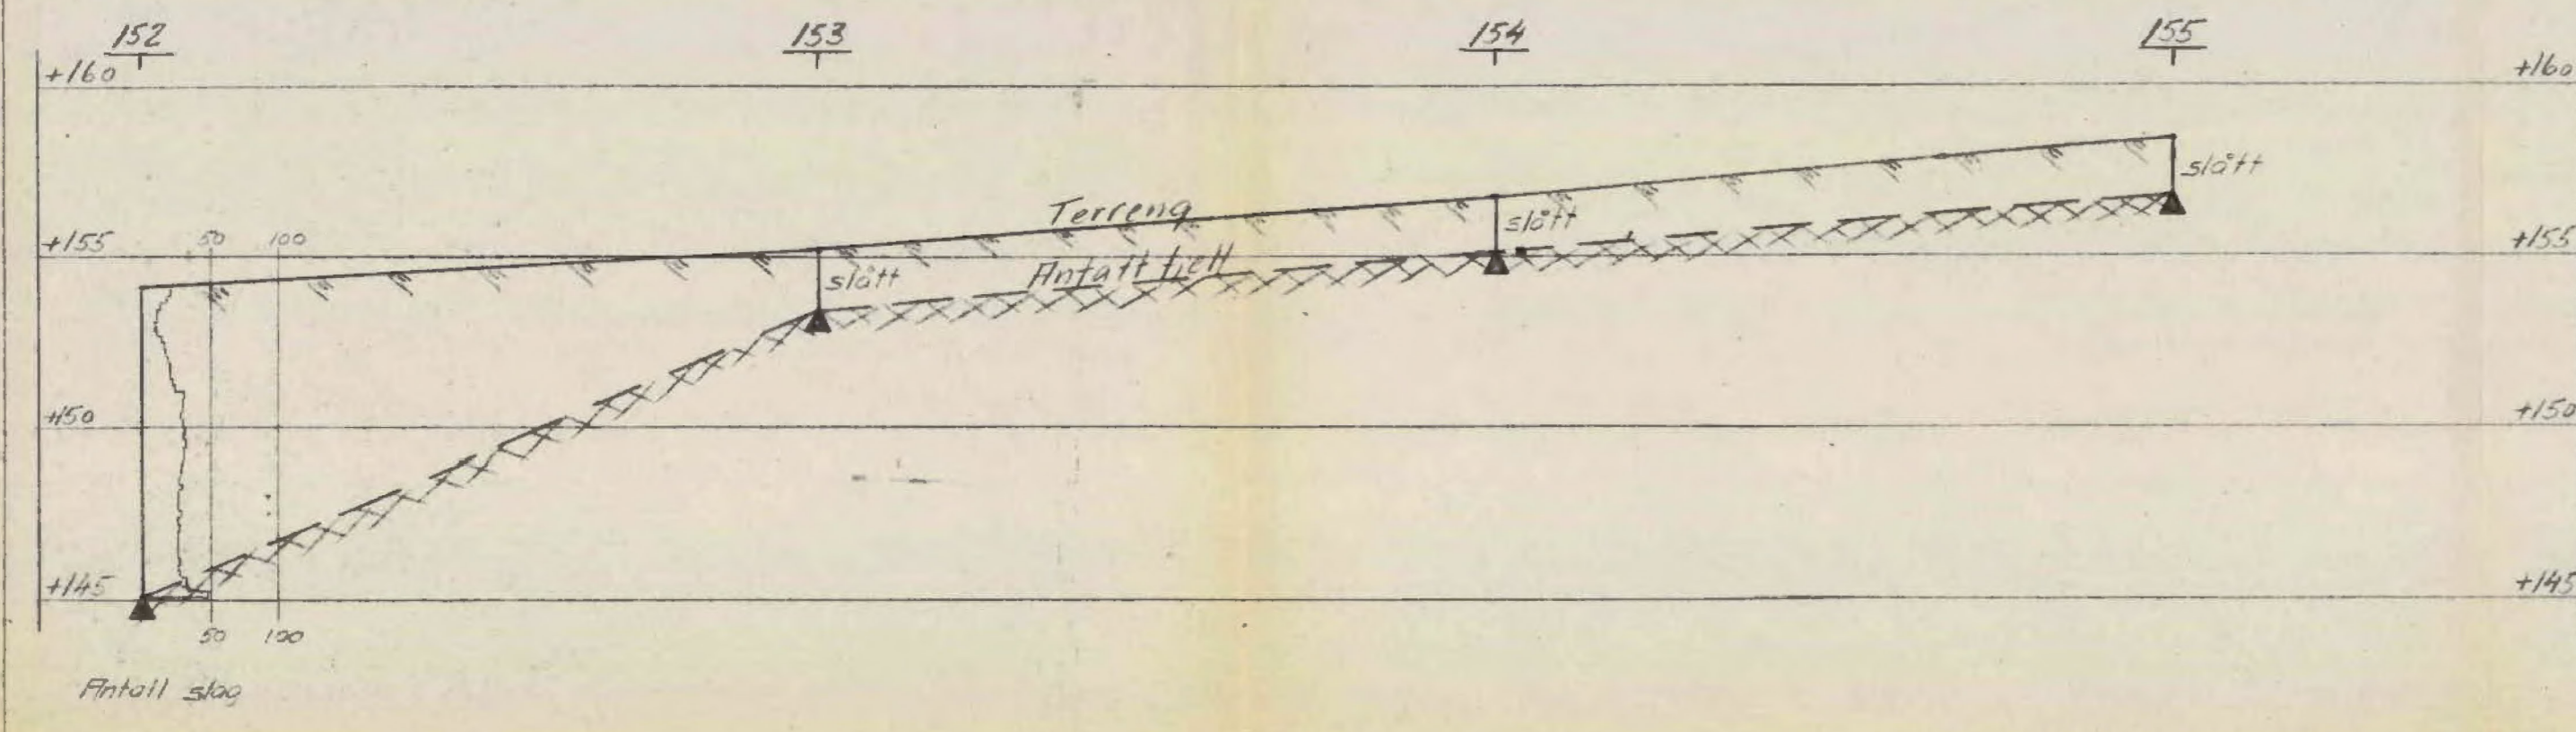 152 153 154 155
+160 +160
slått
Terreng
slått
+155 50 100 +155
Antatt fjell
slått
+150 +150
+145 +145
50 100
Antall slag